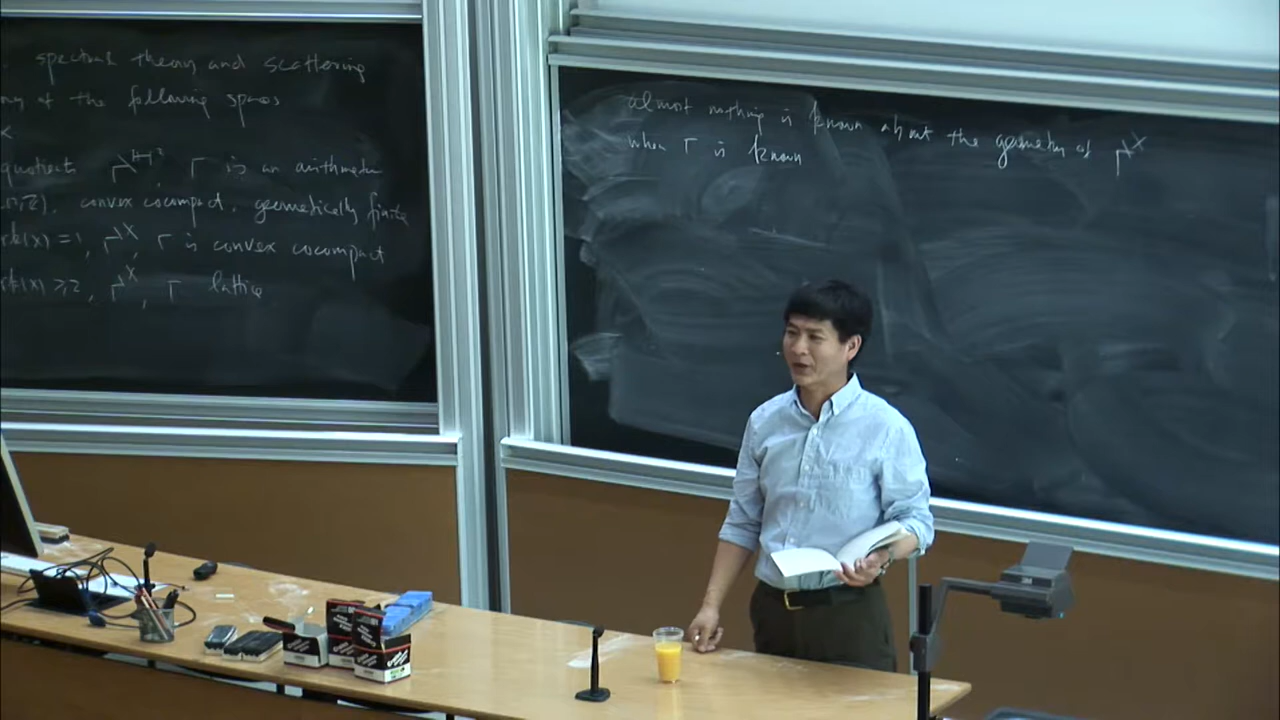 spectral theory and scattering
of the following spaces
quotients Γ\H^{n+1}, Γ is an arithmetic
convex cocompact, geometrically finite
rk(X) = 1, Γ\X, Γ is convex cocompact
rk(X) ≥ 2, Γ\X, Γ lattice
almost nothing is known about the geometry of Γ\X
when Γ is known